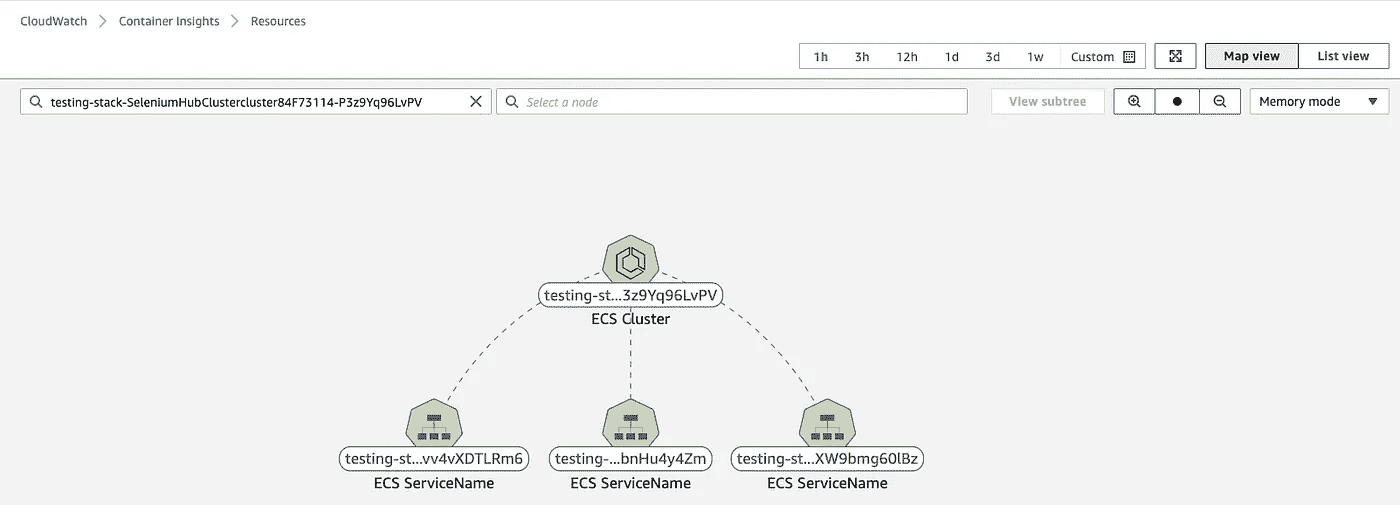 CloudWatch > Container Insights > Resources
1h 3h 12h 1d 3d 1w Custom Map view List view
testing-stack-SeleniumHubClustercluster84F73114-P3z9Yq96LvPV Select a node View subtree Memory mode
testing-st...3z9Yq96LvPV
ECS Cluster
testing-st...vv4vXDTLRm6 testing-...bnHu4y4Zm testing-st...XW9bmg60lBz
ECS ServiceName ECS ServiceName ECS ServiceName